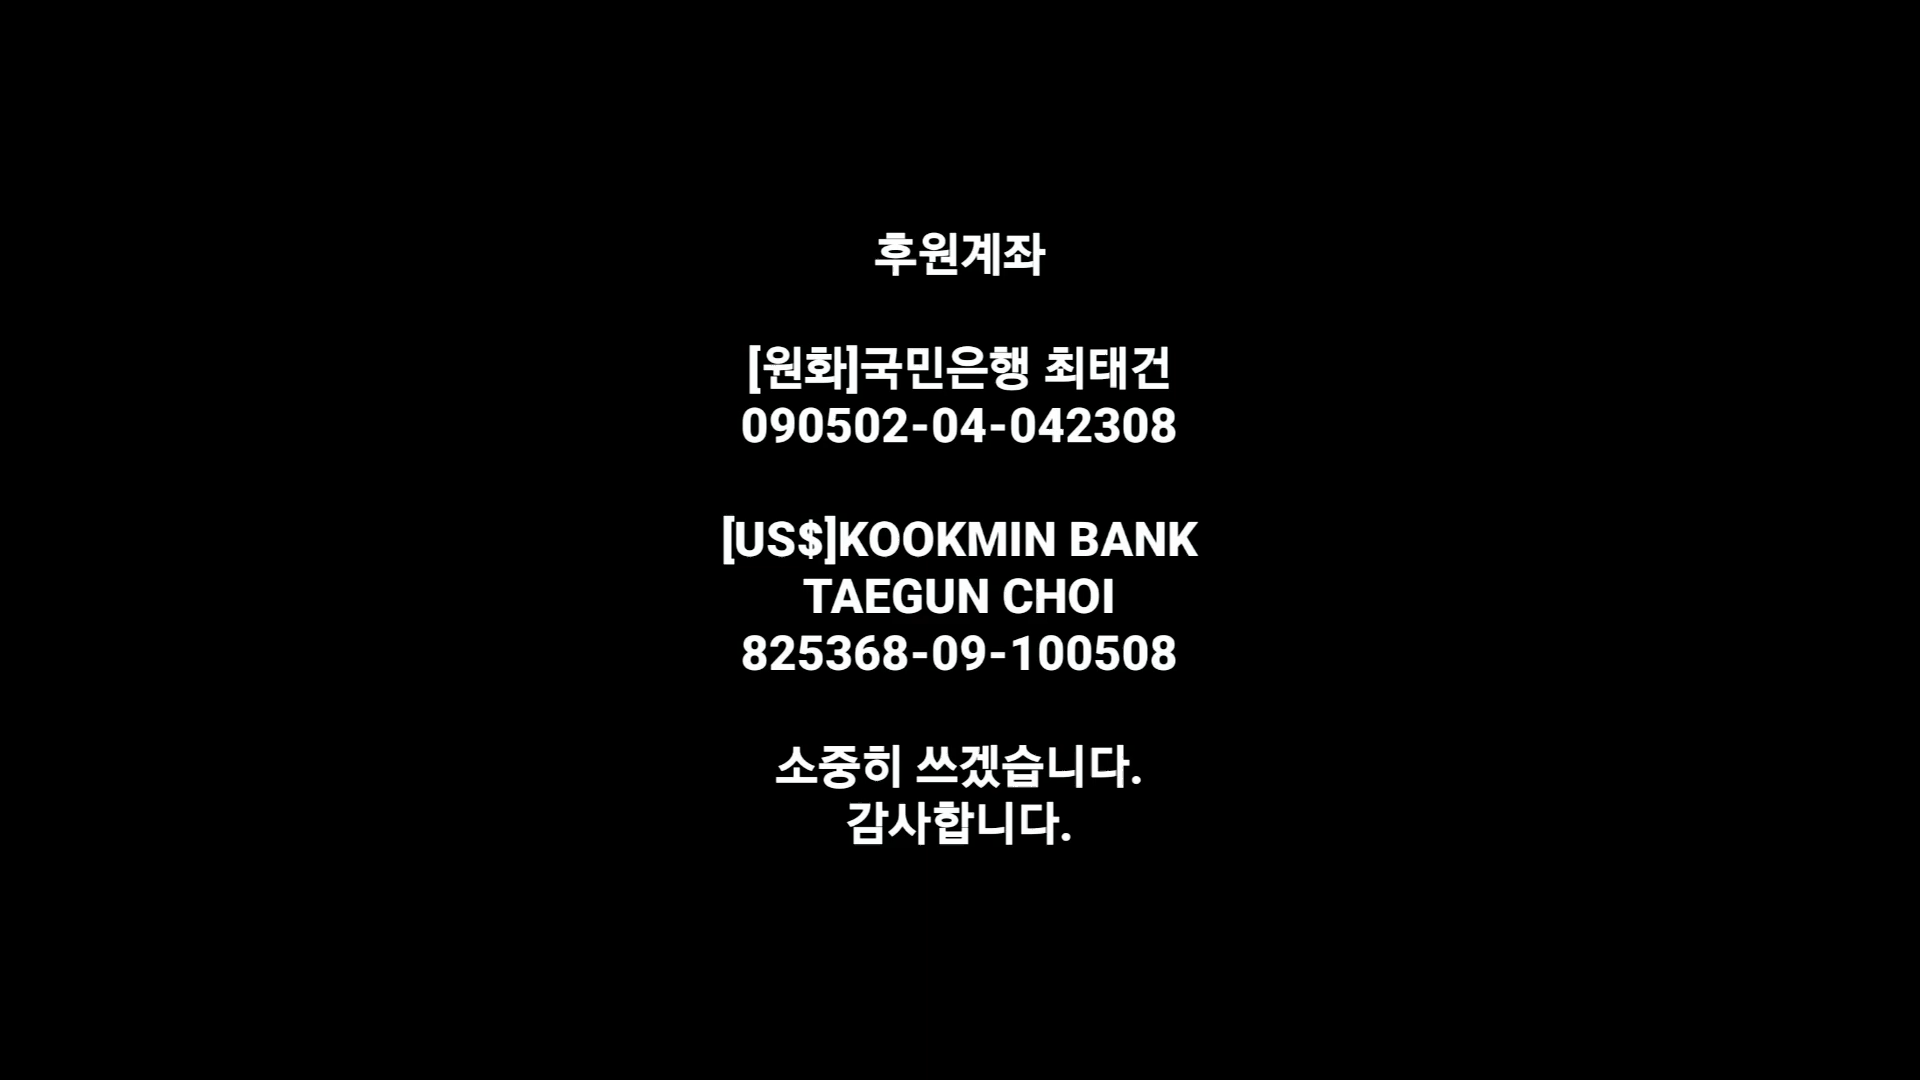 후원계좌
[원화]국민은행 최태건
090502-04-042308
[US$]KOOKMIN BANK
TAEGUN CHOI
825368-09-100508
소중히 쓰겠습니다.
감사합니다.